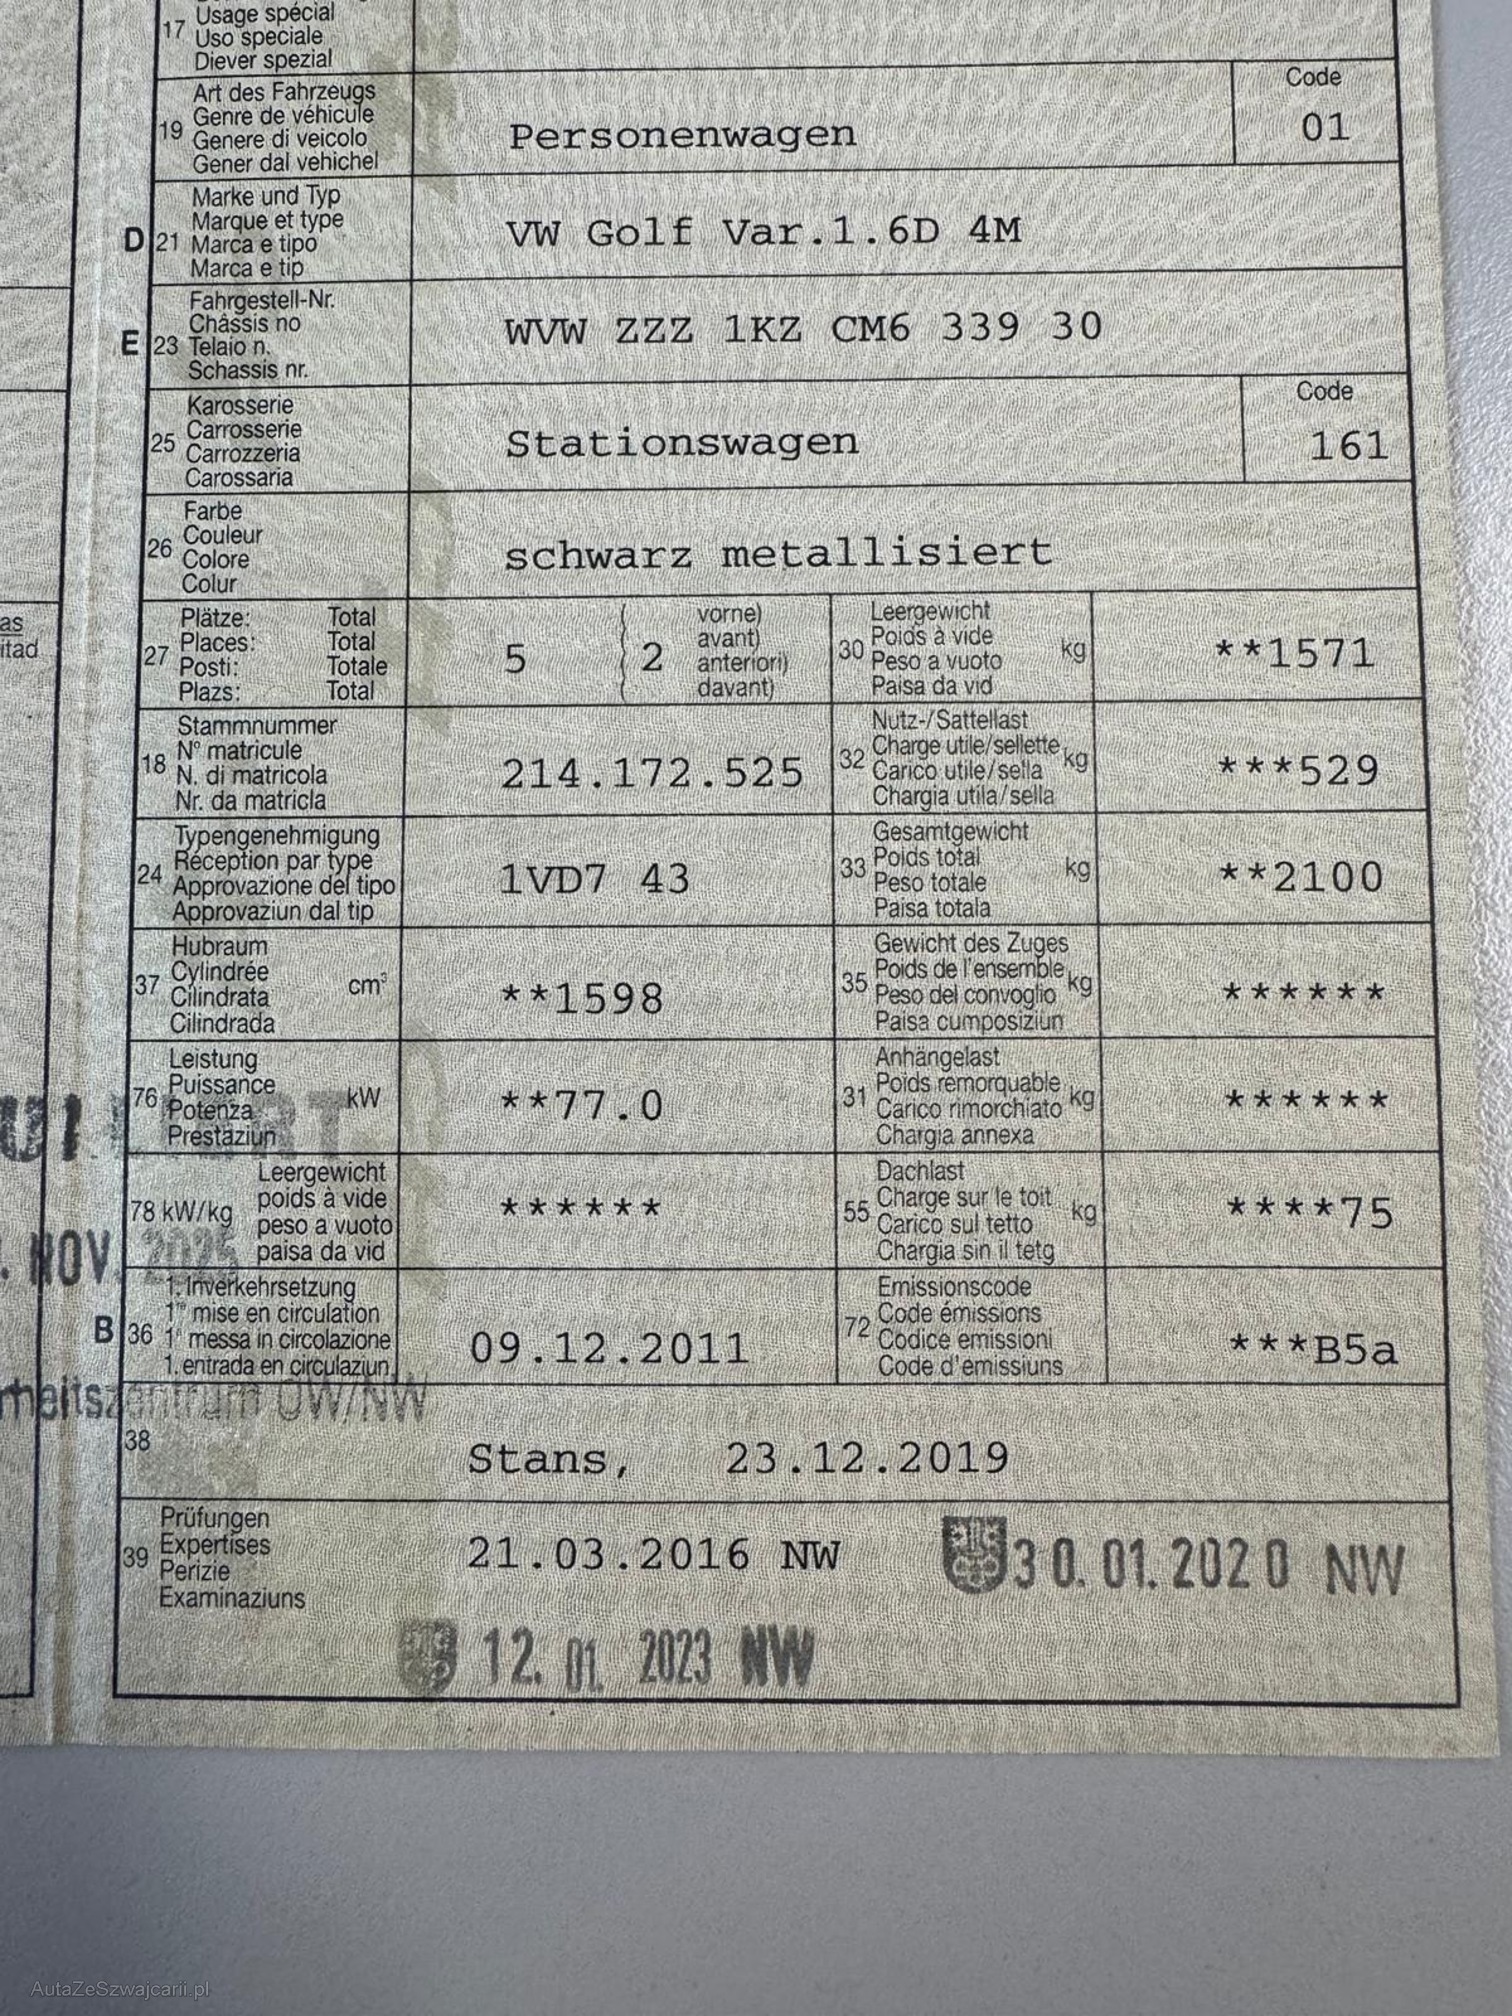 17
Usage spécial
Uso speciale
Diever spezial
19
Art des Fahrzeugs
Genre de véhicule
Genere di veicolo
Gener dal vehichel
Personenwagen
Code
01
D
21
Marke und Typ
Marque et type
Marca e tipo
Marca e tip
VW Golf Var.1.6D 4M
E
23
Fahrgestell-Nr.
Châssis no
Telaio n.
Schassis nr.
WVW ZZZ 1KZ CM6 339 30
25
Karosserie
Carrosserie
Carrozzeria
Carossaria
Stationswagen
Code
161
26
Farbe
Couleur
Colore
Colur
schwarz metallisiert
as
itad
27
Plätze: Total
Places: Total
Posti: Totale
Plazs: Total
5
( 2
vorne)
avant)
anteriori)
davant)
30
Leergewicht
Poids à vide
Peso a vuoto
Paisa da vid
kg
**1571
18
Stammnummer
N° matricule
N. di matricola
Nr. da matricla
214.172.525
32
Nutz-/Sattellast
Charge utile/sellette
Carico utile/sella
Chargia utila/sella
kg
***529
24
Typengenehmigung
Réception par type
Approvazione del tipo
Approvaziun dal tip
1VD7 43
33
Gesamtgewicht
Poids total
Peso totale
Paisa totala
kg
**2100
37
Hubraum
Cylindrée
Cilindrata
Cilindrada
cm³
**1598
35
Gewicht des Zuges
Poids de l'ensemble
Peso del convoglio
Paisa cumposiziun
kg
******
76
Leistung
Puissance
Potenza
Prestaziun
kW
**77.0
31
Anhängelast
Poids remorquable
Carico rimorchiato
Chargia annexa
kg
******
78 kW/kg
Leergewicht
poids à vide
peso a vuoto
paisa da vid
******
55
Dachlast
Charge sur le toit
Carico sul tetto
Chargia sin il tetg
kg
****75
NOV. 2025
B
36
1. Inverkehrsetzung
1re mise en circulation
1a messa in circolazione
1. entrada en circulaziun
09.12.2011
72
Emissionscode
Code émissions
Codice emissioni
Code d'emissiuns
***B5a
rheitszentrum OW/NW
38
Stans, 23.12.2019
39
Prüfungen
Expertises
Perizie
Examinaziuns
21.03.2016 NW
30.01.2020 NW
12. 01. 2023 NW
AutaZeSzwajcarii.pl